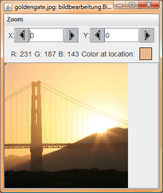 goldengate.jpg: bildbearbeitung.Bi...
Zoom
X: 0 Y: 0
R: 231 G: 187 B: 143 Color at location: